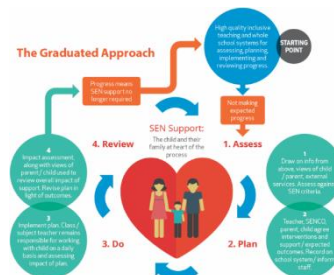 The Graduated Approach
High quality inclusive
teaching and whole
school systems for
assessing, planning,
implementing and
reviewing progress.
STARTING
POINT
Progress means
SEN support no
longer required
Not making
expected
progress
SEN Support:
The child and their
family at heart of the
process
4. Review
1. Assess
4
Impact assessment,
along with views of
parent / child used to
review overall impact of
support. Revise plan in
light of outcomes.
1
Draw on info from
above, views of child
/ parent, external
services. Assess against
SEN criteria.
3
Implement plan. Class /
subject teacher remains
responsible for working
with child on a daily
basis and assessing
impact of plan.
2
Teacher, SENCO,
parent, child agree
interventions and
support / expected
outcomes. Record on
school system / inform
staff.
3. Do
2. Plan